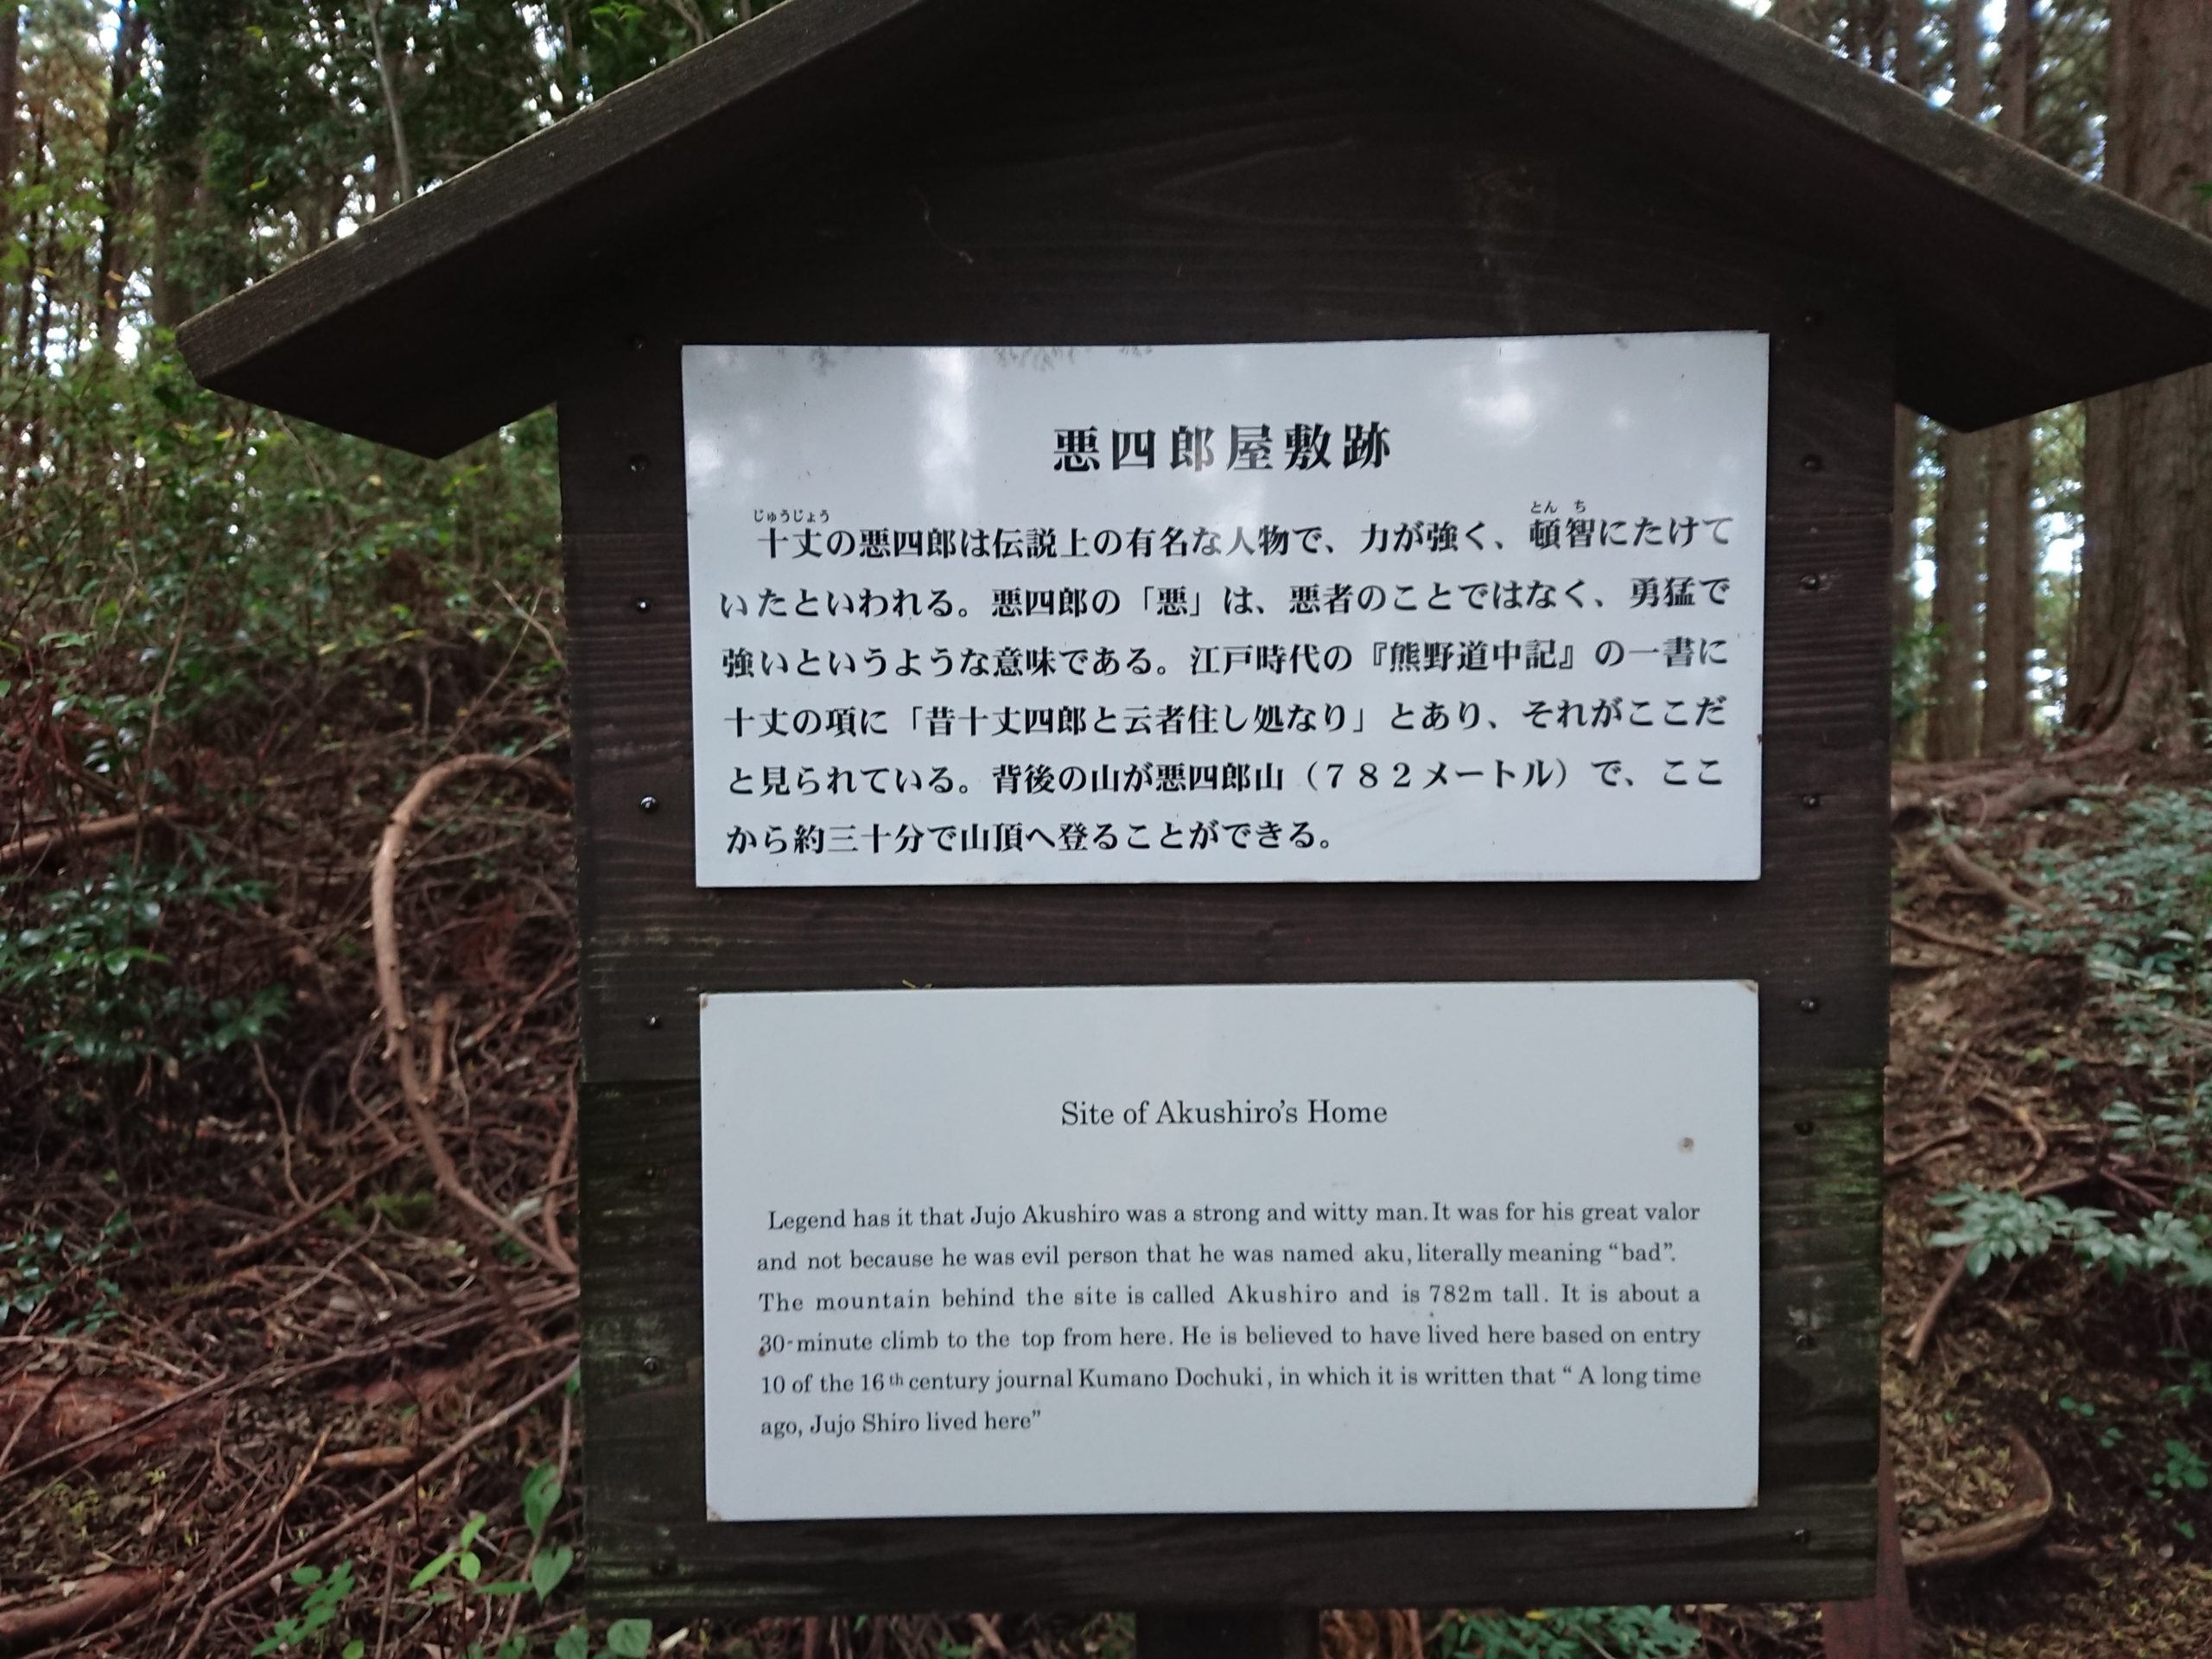 悪四郎屋敷跡
じゅうじょう とんち
十丈の悪四郎は伝説上の有名な人物で、力が強く、頓智にたけて
いたといわれる。悪四郎の「悪」は、悪者のことではなく、勇猛で
強いというような意味である。江戸時代の『熊野道中記』の一書に
十丈の項に「昔十丈四郎と云者住し処なり」とあり、それがここだ
と見られている。背後の山が悪四郎山（７８２メートル）で、ここ
から約三十分で山頂へ登ることができる。
Site of Akushiro’s Home
Legend has it that Jujo Akushiro was a strong and witty man. It was for his great valor
and not because he was evil person that he was named aku, literally meaning “bad”.
The mountain behind the site is called Akushiro and is 782m tall. It is about a
30-minute climb to the top from here. He is believed to have lived here based on entry
10 of the 16th century journal Kumano Dochuki, in which it is written that “ A long time
ago, Jujo Shiro lived here”